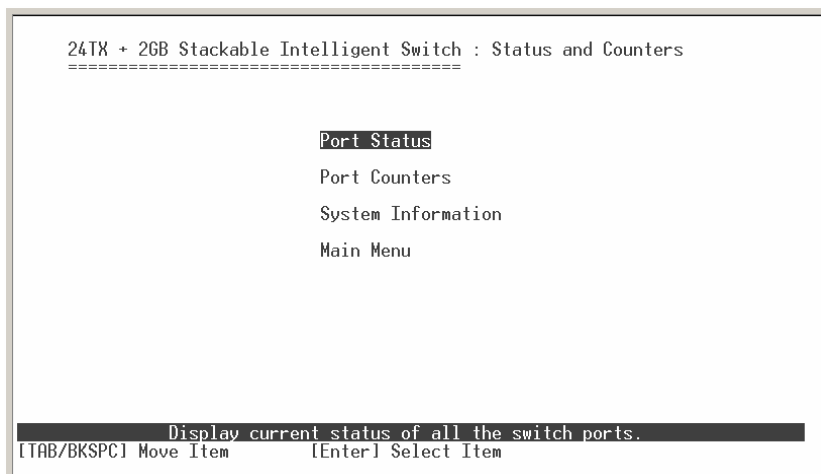 24TX + 2GB Stackable Intelligent Switch : Status and Counters
=======================================
Port Status
Port Counters
System Information
Main Menu
Display current status of all the switch ports.
[TAB/BKSPC] Move Item [Enter] Select Item